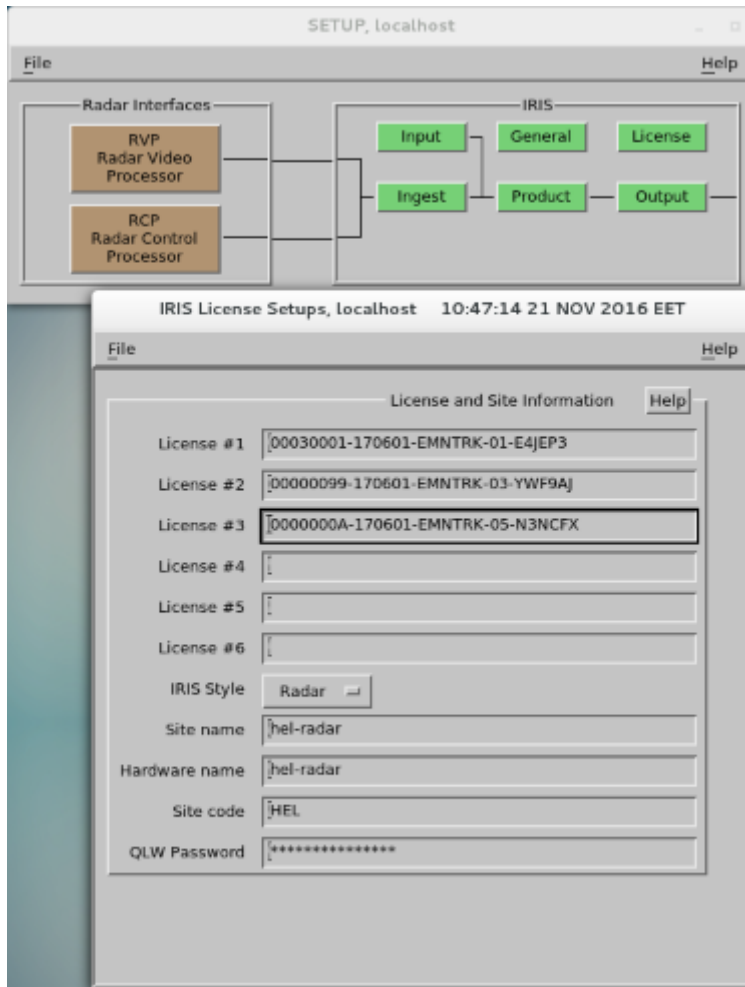 SETUP, localhost
File Help
Radar Interfaces
RVP
Radar Video
Processor
RCP
Radar Control
Processor
IRIS
Input General License
Ingest Product Output
IRIS License Setups, localhost 10:47:14 21 NOV 2016 EET
File Help
License and Site Information Help
License #1 00030001-170601-EMNTRK-01-E4JEP3
License #2 00000099-170601-EMNTRK-03-YWF9AJ
License #3 0000000A-170601-EMNTRK-05-N3NCFX
License #4
License #5
License #6
IRIS Style Radar
Site name hel-radar
Hardware name hel-radar
Site code HEL
QLW Password ***************